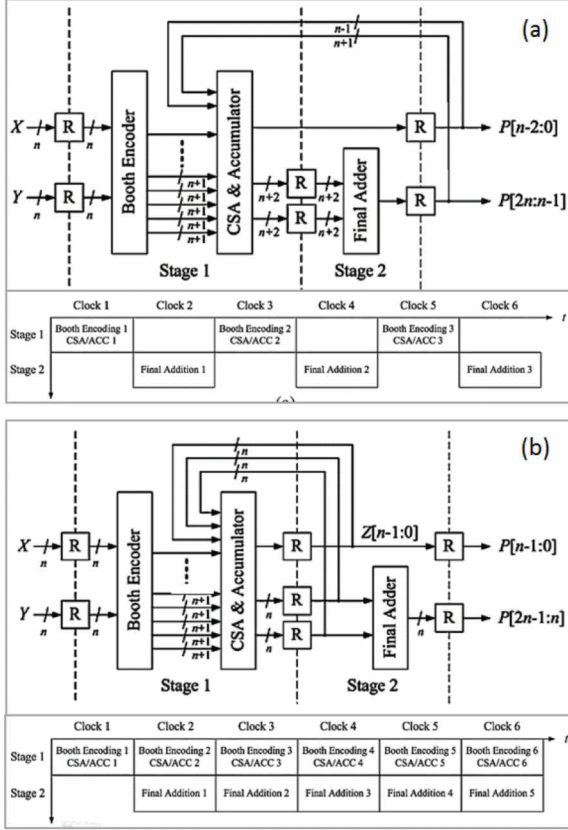 (a)
n-1
n+1
X
n
R
n
Y
n
R
n
Booth Encoder
n+1
n+1
n+1
n+1
n+1
CSA & Accumulator
n+2
n+2
R
R
n+2
n+2
Final Adder
R
R
P[n-2:0]
P[2n:n-1]
Stage 1
Stage 2
Clock 1 Clock 2 Clock 3 Clock 4 Clock 5 Clock 6
t
Stage 1
Booth Encoding 1
CSA/ACC 1
Booth Encoding 2
CSA/ACC 2
Booth Encoding 3
CSA/ACC 3
Stage 2
Final Addition 1
Final Addition 2
Final Addition 3
(b)
n
n
n
X
n
R
n
Y
n
R
n
Booth Encoder
n+1
n+1
n+1
n+1
n+1
CSA & Accumulator
n
n
R
R
R
Z[n-1:0]
Final Adder
n
R
R
P[n-1:0]
P[2n-1:n]
Stage 1
Stage 2
Clock 1 Clock 2 Clock 3 Clock 4 Clock 5 Clock 6
t
Stage 1
Booth Encoding 1
CSA/ACC 1
Booth Encoding 2
CSA/ACC 2
Booth Encoding 3
CSA/ACC 3
Booth Encoding 4
CSA/ACC 4
Booth Encoding 5
CSA/ACC 5
Booth Encoding 6
CSA/ACC 6
Stage 2
Final Addition 1
Final Addition 2
Final Addition 3
Final Addition 4
Final Addition 5